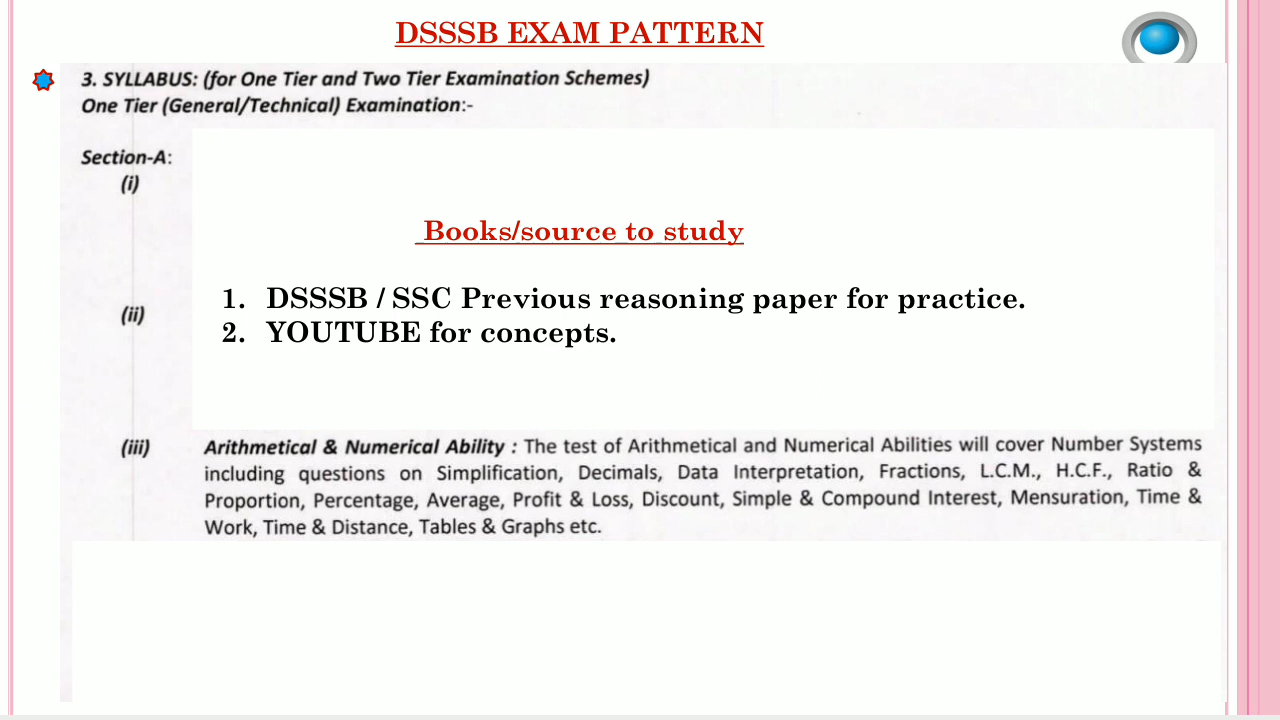 DSSSB EXAM PATTERN
3. SYLLABUS: (for One Tier and Two Tier Examination Schemes)
One Tier (General/Technical) Examination:-
Section-A:
(i)
Books/source to study
1. DSSSB / SSC Previous reasoning paper for practice.
(ii)
2. YOUTUBE for concepts.
(iii) Arithmetical & Numerical Ability : The test of Arithmetical and Numerical Abilities will cover Number Systems
including questions on Simplification, Decimals, Data Interpretation, Fractions, L.C.M., H.C.F., Ratio &
Proportion, Percentage, Average, Profit & Loss, Discount, Simple & Compound Interest, Mensuration, Time &
Work, Time & Distance, Tables & Graphs etc.